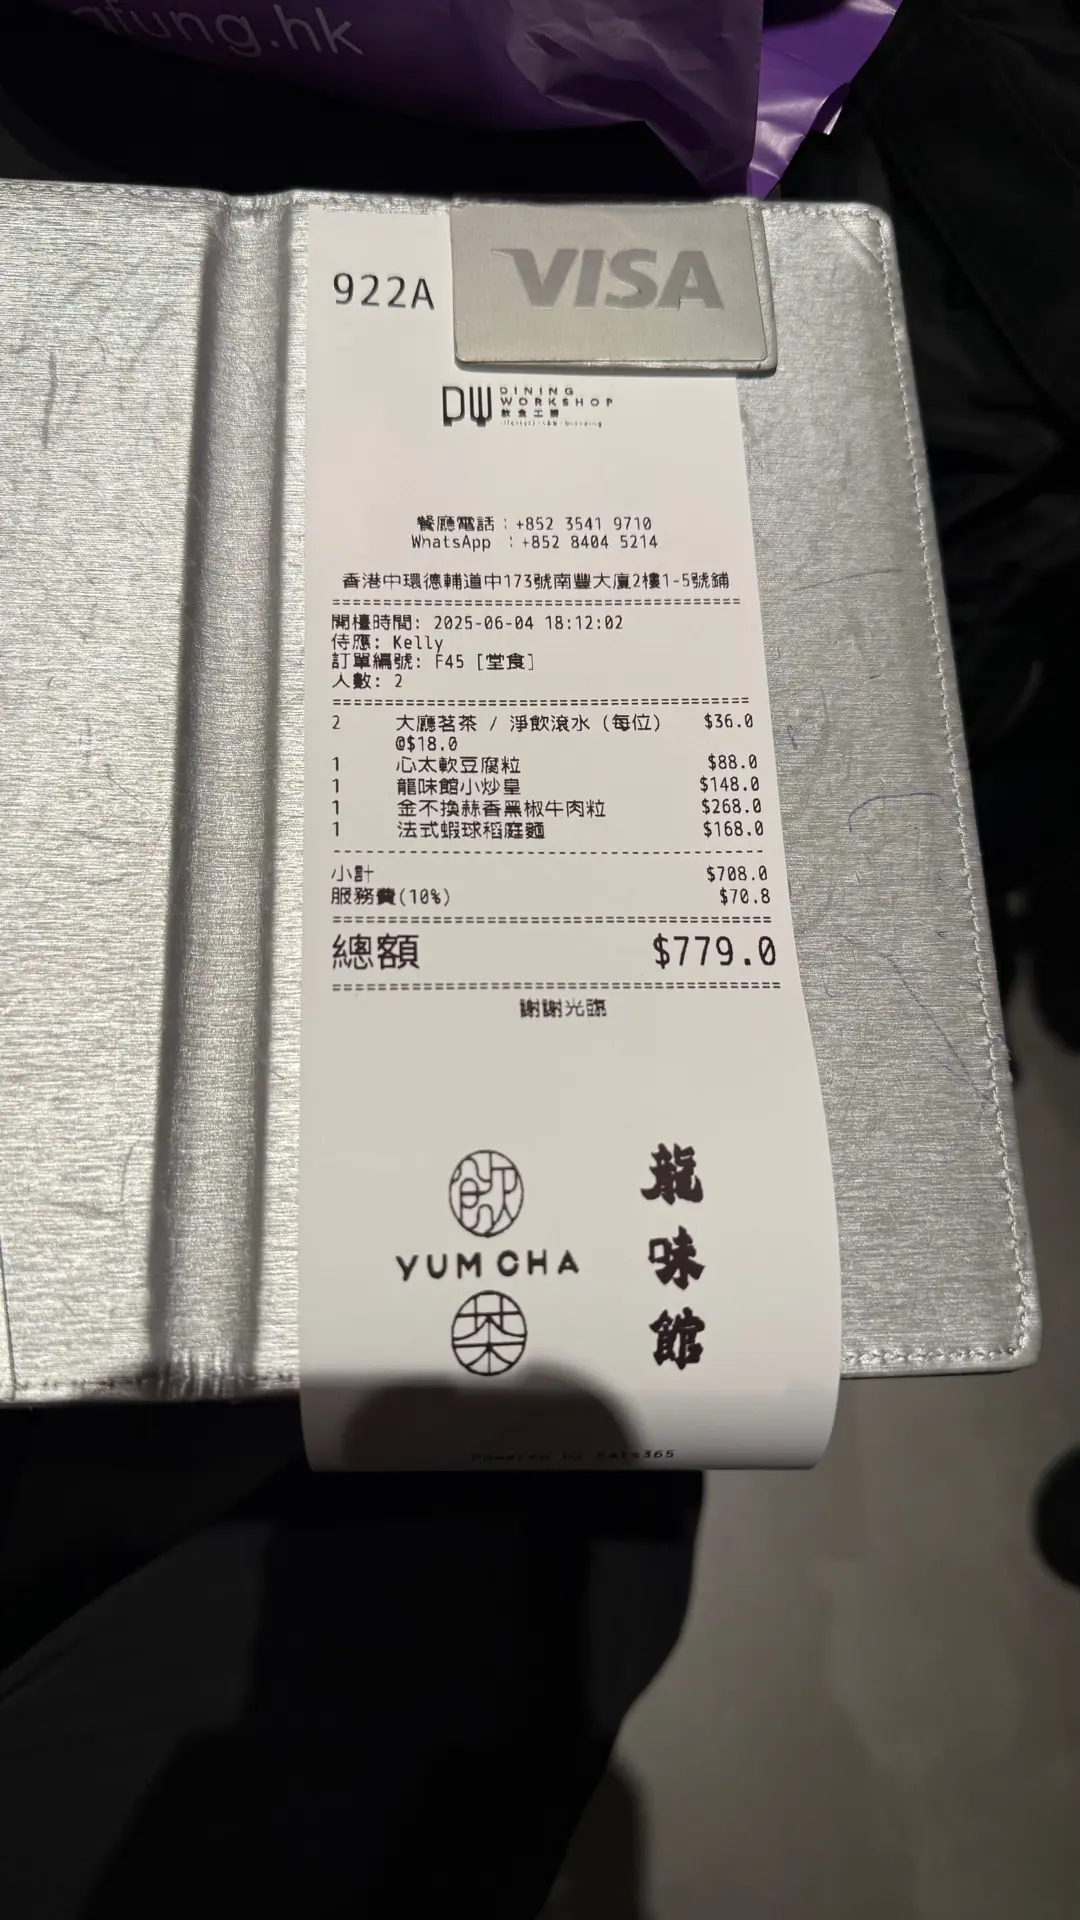 fung.hk
922A
VISA
DW DINING
WORKSHOP
飲食工房
餐廳電話：+852 3541 9710
WhatsApp ：+852 8404 5214
香港中環德輔道中173號南豐大廈2樓1-5號鋪
開檯時間: 2025-06-04 18:12:02
侍應: Kelly
訂單編號: F45 [堂食]
人數: 2
2 大廳茗茶 / 淨飲滾水 (每位) $36.0
@$18.0
1 心太軟豆腐粒 $88.0
1 龍味館小炒皇 $148.0
1 金不換蒜香黑椒牛肉粒 $268.0
1 法式蝦球稻庭麵 $168.0
小計 $708.0
服務費(10%) $70.8
總額 $779.0
謝謝光臨
飲
YUM CHA
茶
龍味館
Powered by Eats365